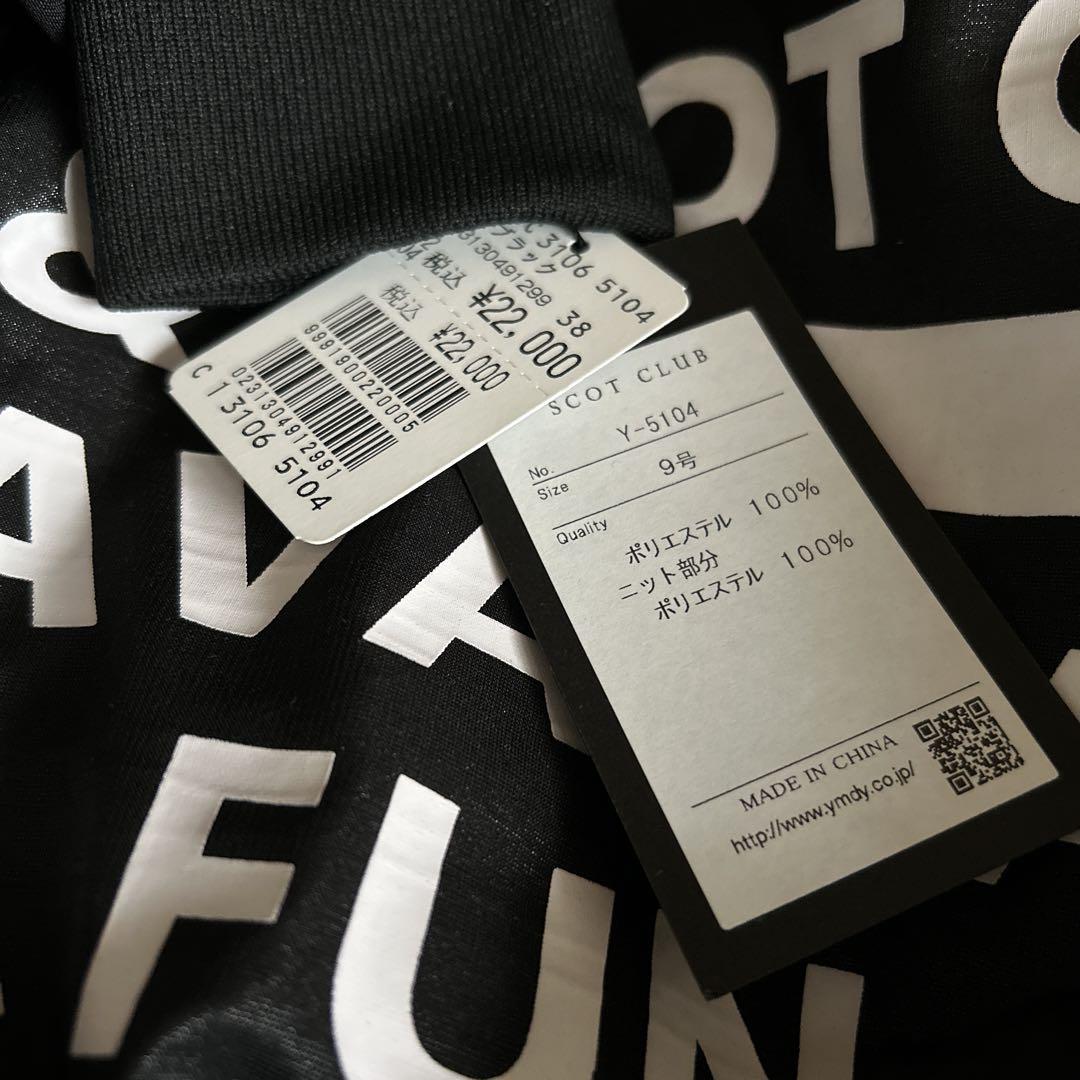 OT
A
FUN
3106 5104
ブラック
3130491299 38
税込 ¥22,000
税込 ¥22,000
9991900220005
0231304912991
C 1 3106 5104
SCOT CLUB
No. Y-5104
Size 9号
Quality
ポリエステル 100%
ニット部分
ポリエステル 100%
MADE IN CHINA
http://www.ymdy.co.jp/